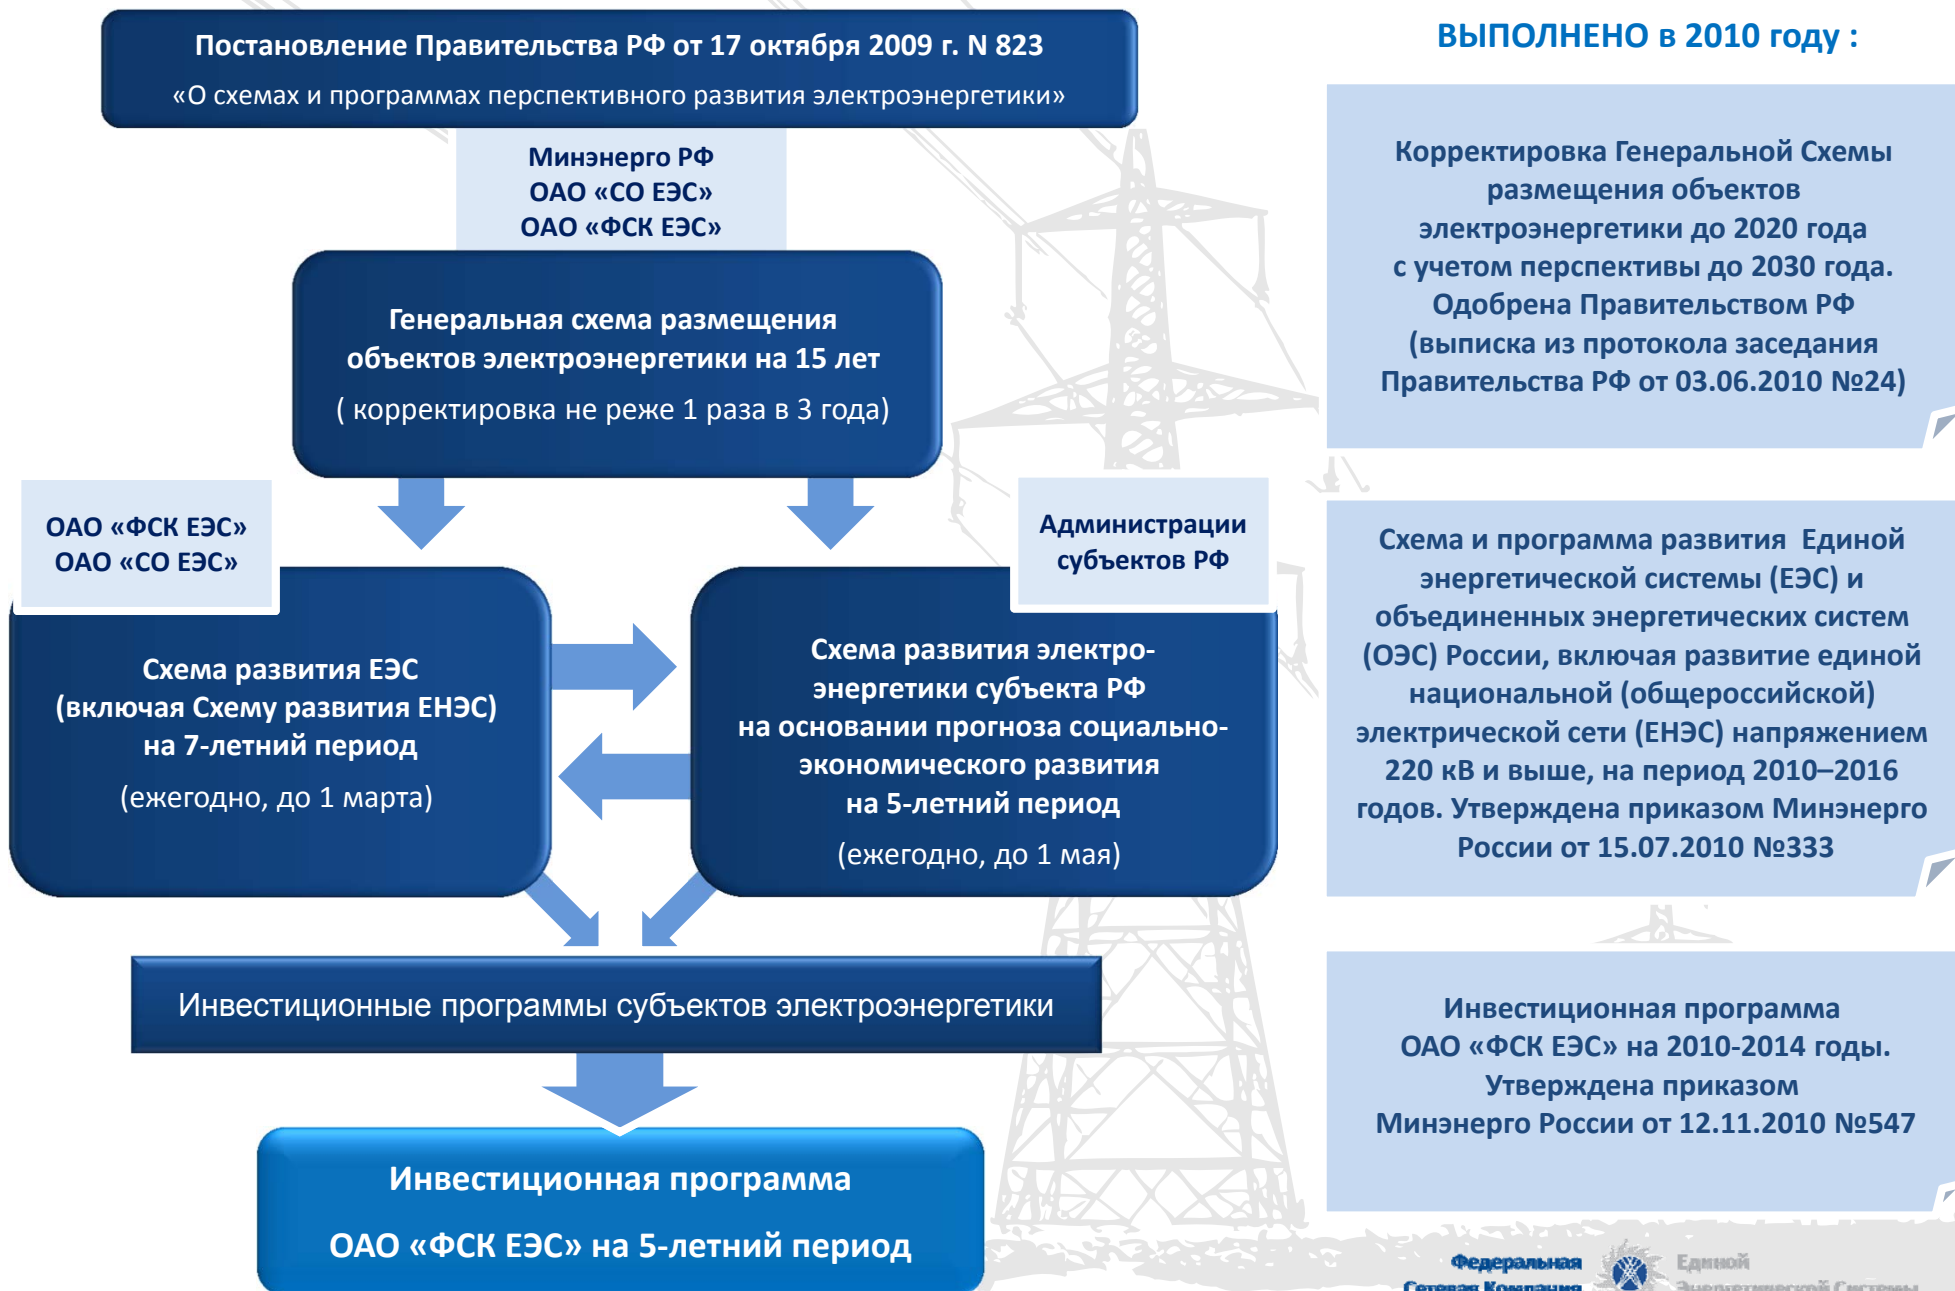 Постановление Правительства РФ от 17 октября 2009 г. N 823
«О схемах и программах перспективного развития электроэнергетики»
Минэнерго РФ
ОАО «СО ЕЭС»
ОАО «ФСК ЕЭС»
Генеральная схема размещения
объектов электроэнергетики на 15 лет
( корректировка не реже 1 раза в 3 года)
ОАО «ФСК ЕЭС»
ОАО «СО ЕЭС»
Схема развития ЕЭС
(включая Схему развития ЕНЭС)
на 7-летний период
(ежегодно, до 1 марта)
Администрации
субъектов РФ
Схема развития электро-
энергетики субъекта РФ
на основании прогноза социально-
экономического развития
на 5-летний период
(ежегодно, до 1 мая)
Инвестиционные программы субъектов электроэнергетики
Инвестиционная программа
ОАО «ФСК ЕЭС» на 5-летний период
ВЫПОЛНЕНО в 2010 году :
Корректировка Генеральной Схемы
размещения объектов
электроэнергетики до 2020 года
с учетом перспективы до 2030 года.
Одобрена Правительством РФ
(выписка из протокола заседания
Правительства РФ от 03.06.2010 №24)
Схема и программа развития Единой
энергетической системы (ЕЭС) и
объединенных энергетических систем
(ОЭС) России, включая развитие единой
национальной (общероссийской)
электрической сети (ЕНЭС) напряжением
220 кВ и выше, на период 2010–2016
годов. Утверждена приказом Минэнерго
России от 15.07.2010 №333
Инвестиционная программа
ОАО «ФСК ЕЭС» на 2010-2014 годы.
Утверждена приказом
Минэнерго России от 12.11.2010 №547
Федеральная
Сетевая Компания
Единой
Энергетической Системы